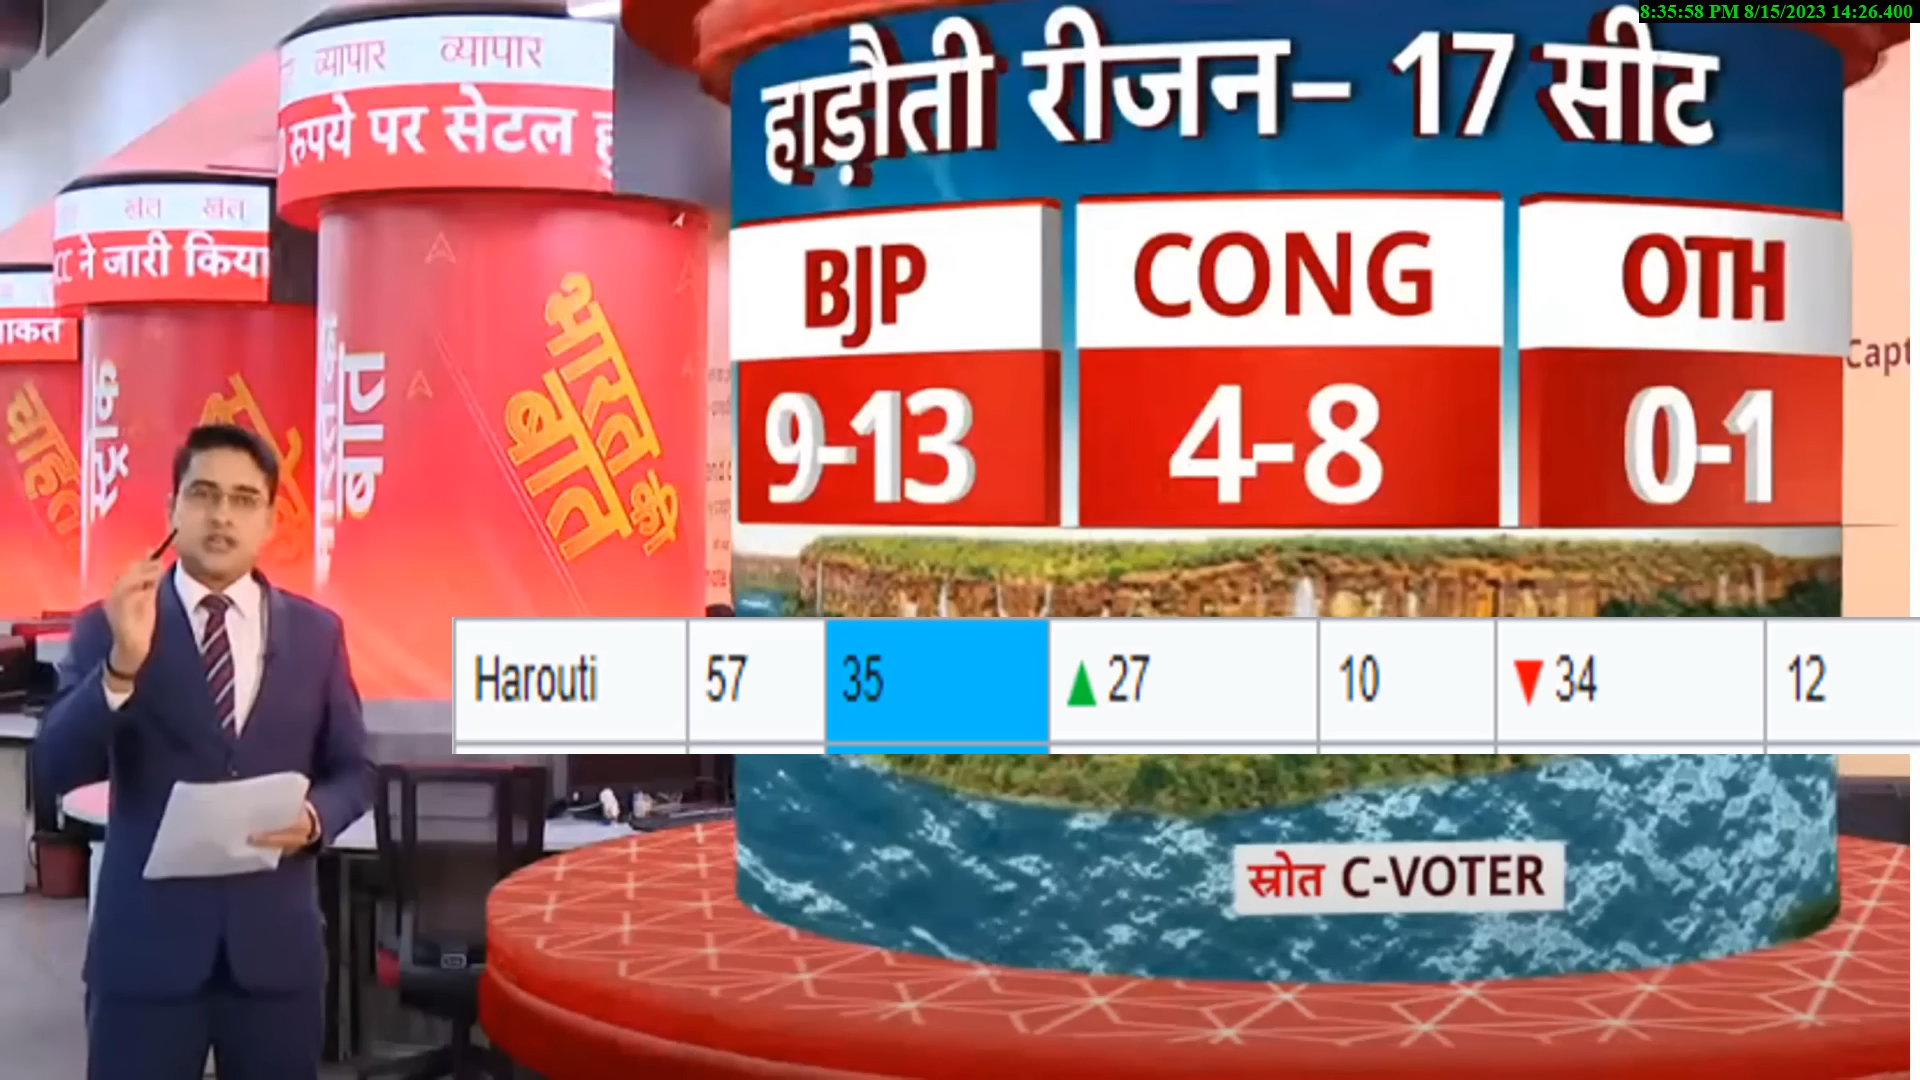 8:35:58 PM 8/15/2023 14:26.400
व्यापार व्यापार
रुपये पर सेटल
खेल खेल
ने जारी किया
हाड़ौती रीजन– 17 सीट
BJP CONG OTH
9-13 4-8 0-1
भारत की बात
बात
Capt
Harouti 57 35 ▲ 27 10 ▼ 34 12
स्रोत C-VOTER